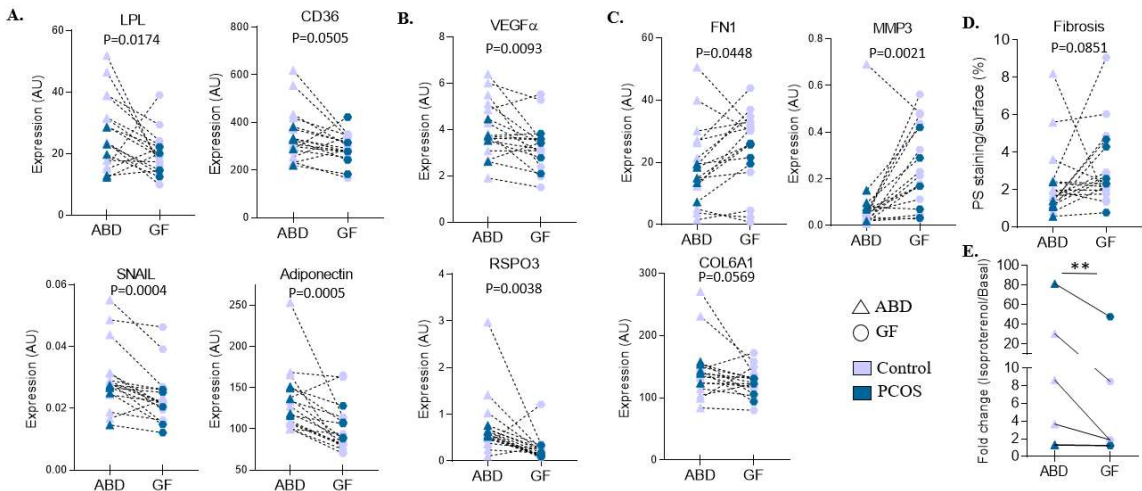 A.
LPL
P=0.0174
Expression (AU)
60
40
20
0
ABD GF
CD36
P=0.0505
Expression (AU)
800
600
400
200
0
ABD GF
B.
VEGFα
P=0.0093
Expression (AU)
8
6
4
2
0
ABD GF
C.
FN1
P=0.0448
Expression (AU)
60
40
20
0
ABD GF
MMP3
P=0.0021
Expression (AU)
0.8
0.6
0.4
0.2
0.0
ABD GF
D.
Fibrosis
P=0.0851
PS staining/surface (%)
10
8
6
4
2
0
ABD GF
SNAIL
P=0.0004
Expression (AU)
0.06
0.04
0.02
0.00
ABD GF
Adiponectin
P=0.0005
Expression (AU)
250
200
150
100
50
ABD GF
RSPO3
P=0.0038
Expression (AU)
4
3
2
1
0
ABD GF
COL6A1
P=0.0569
Expression (AU)
300
200
150
100
50
0
ABD GF
ABD
GF
Control
PCOS
E.
**
Fold change (Isoproterenol/Basal)
100
80
60
40
20
10
8
6
4
2
0
ABD GF